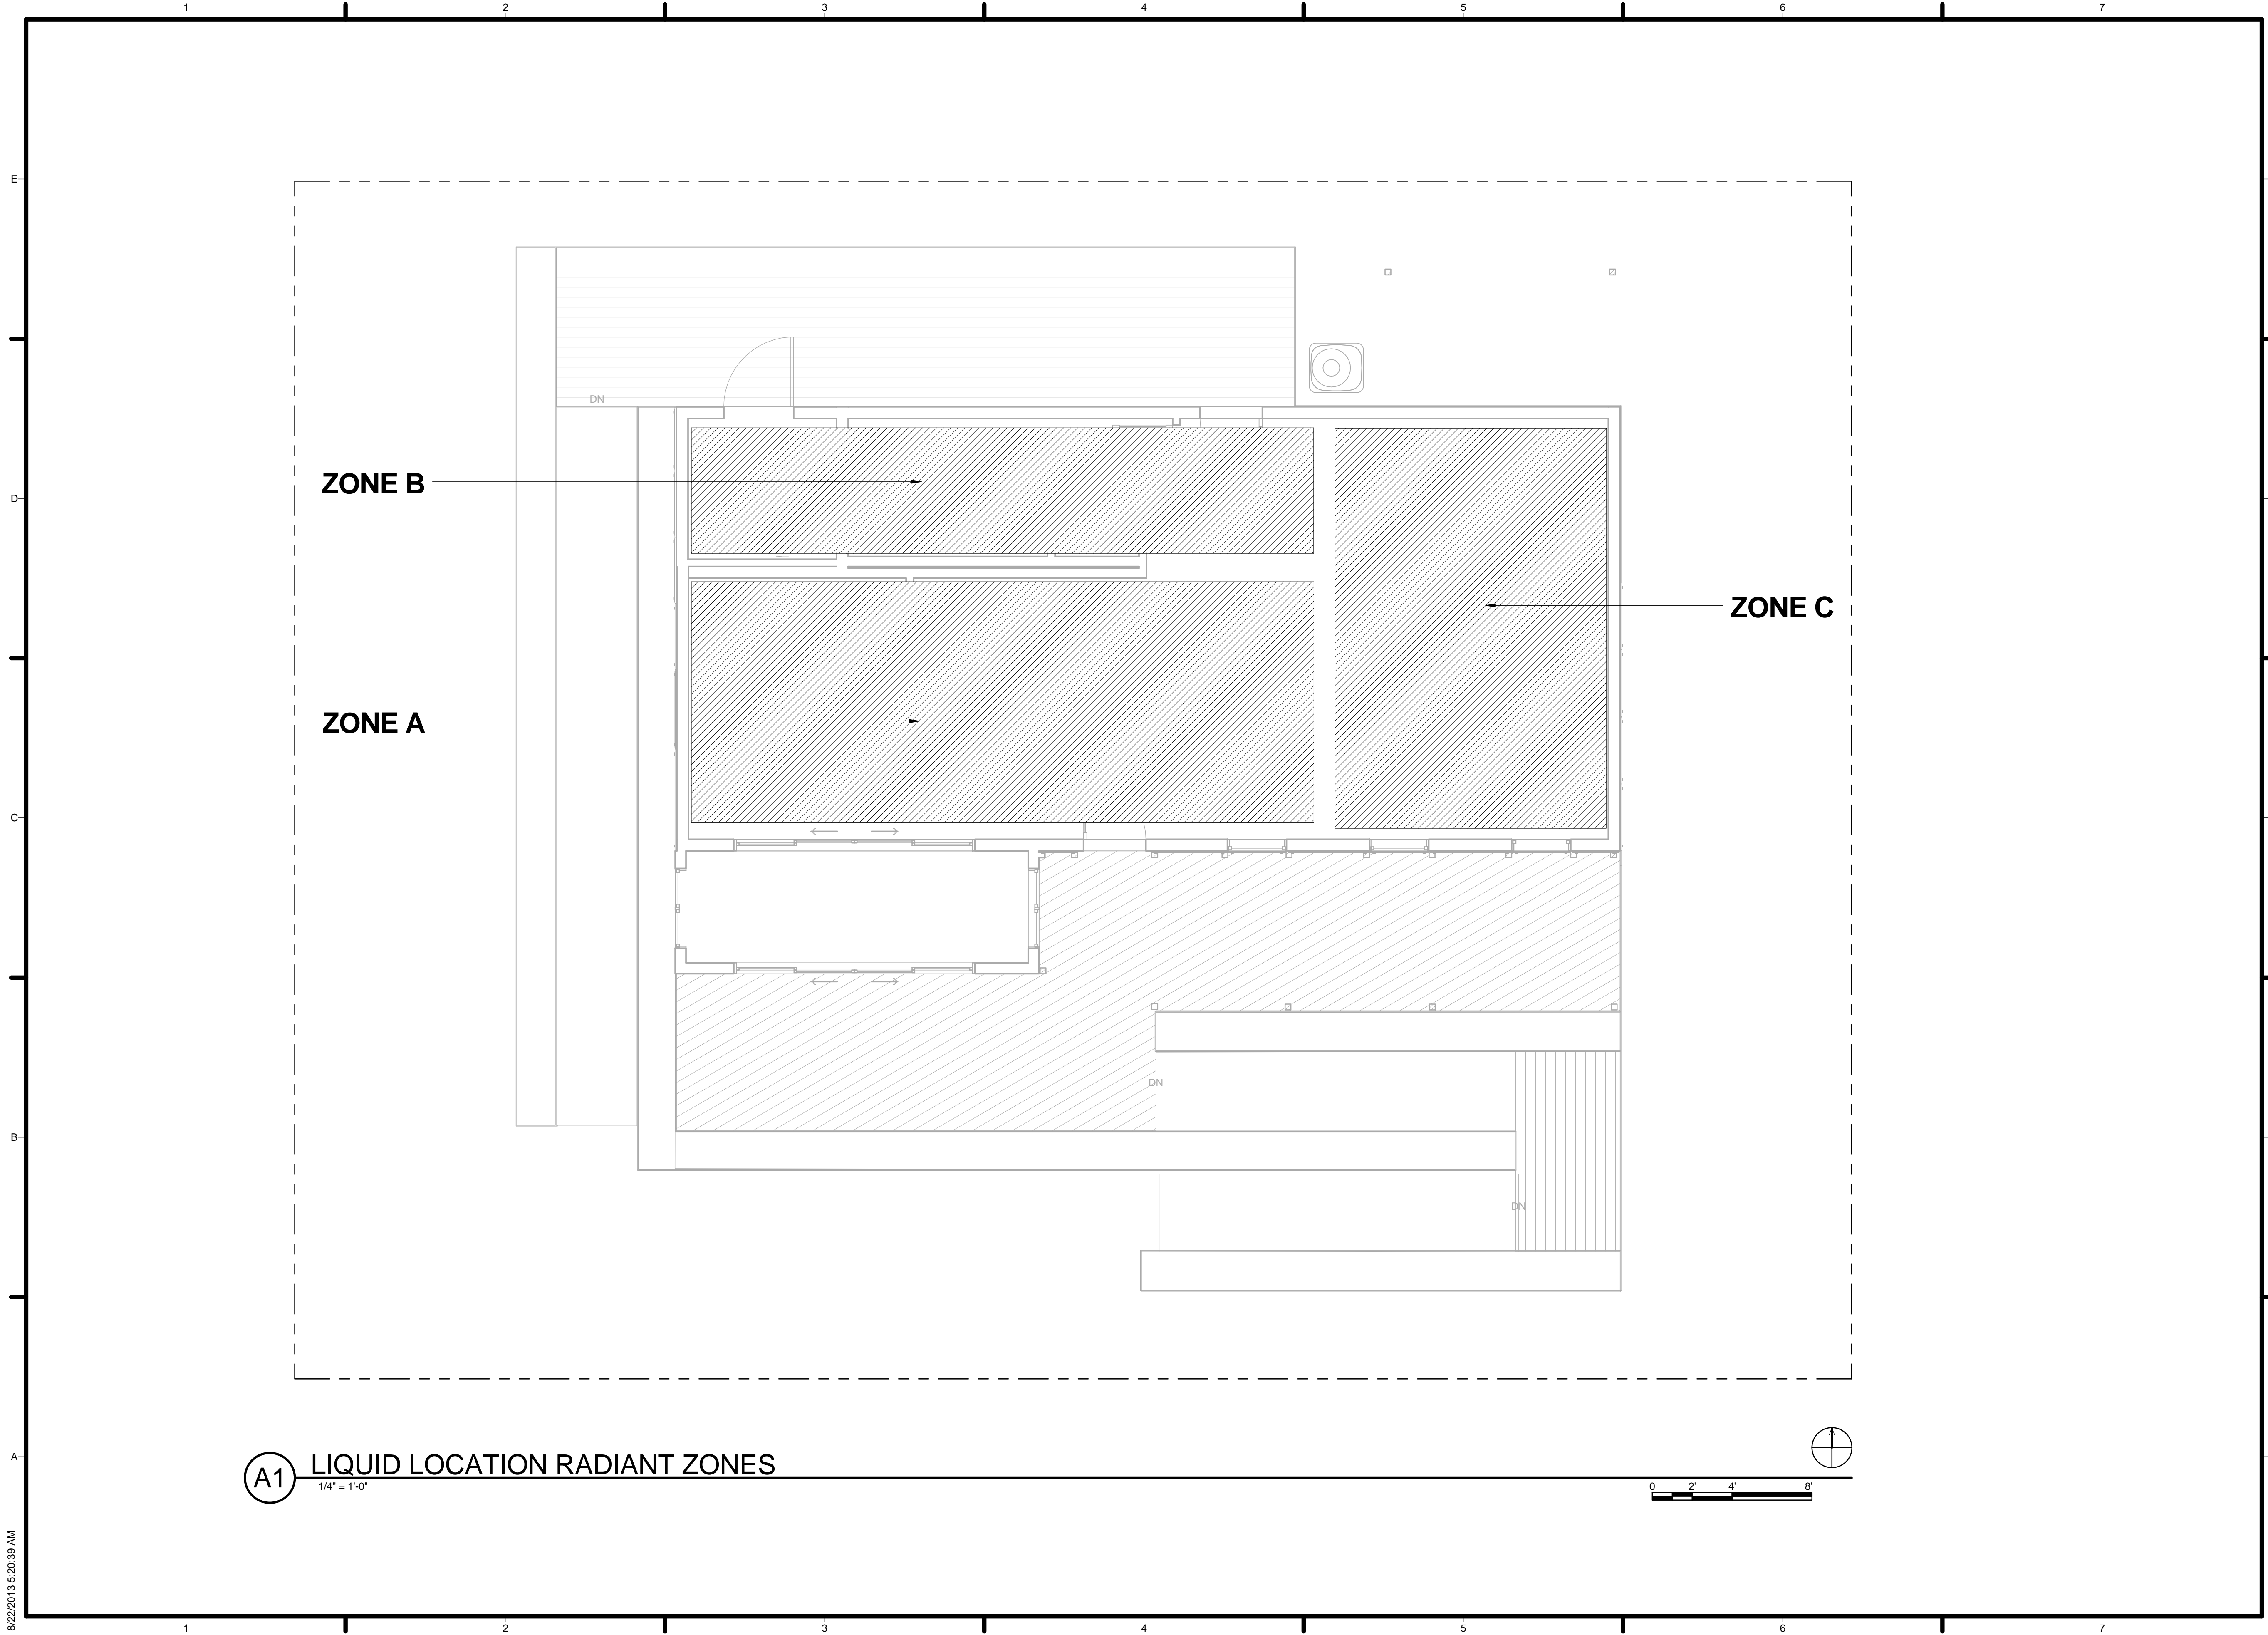 1 2 3 4 5 6 7
E
DN
ZONE B
D
ZONE C
ZONE A
C
DN
B
DN
A
A1
LIQUID LOCATION RADIANT ZONES
1/4" = 1'-0"
0 2' 4' 8'
8/22/2013 5:20:39 AM
1 2 3 4 5 6 7